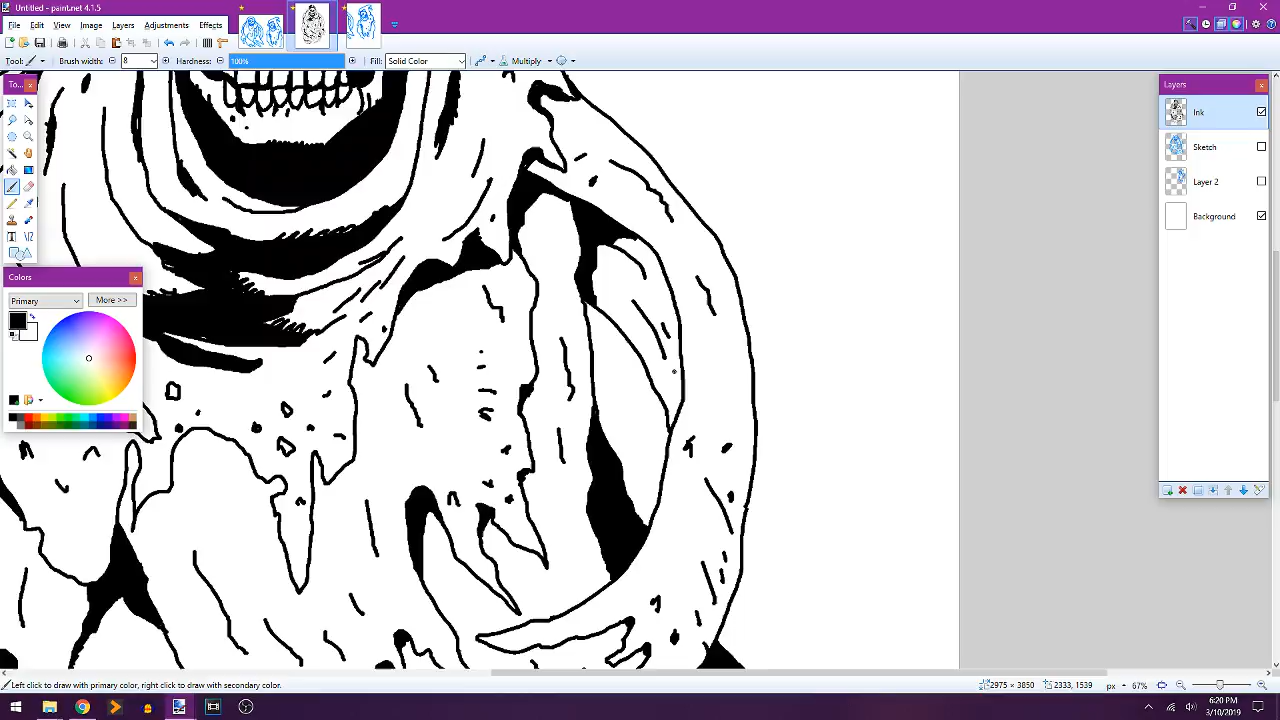 Untitled - paint.net 4.1.5
File Edit View Image Layers Adjustments Effects
Tool: Brush widths: 8 Hardness: 100% Fill: Solid Color Multiply
To...
Layers
Ink
Sketch
Layer 2
Background
Colors
Primary More >>
Left click to draw with primary color, right click to draw with secondary color.
2975 × 3850 2333, 1539 px 67%
6:20 PM
3/10/2019